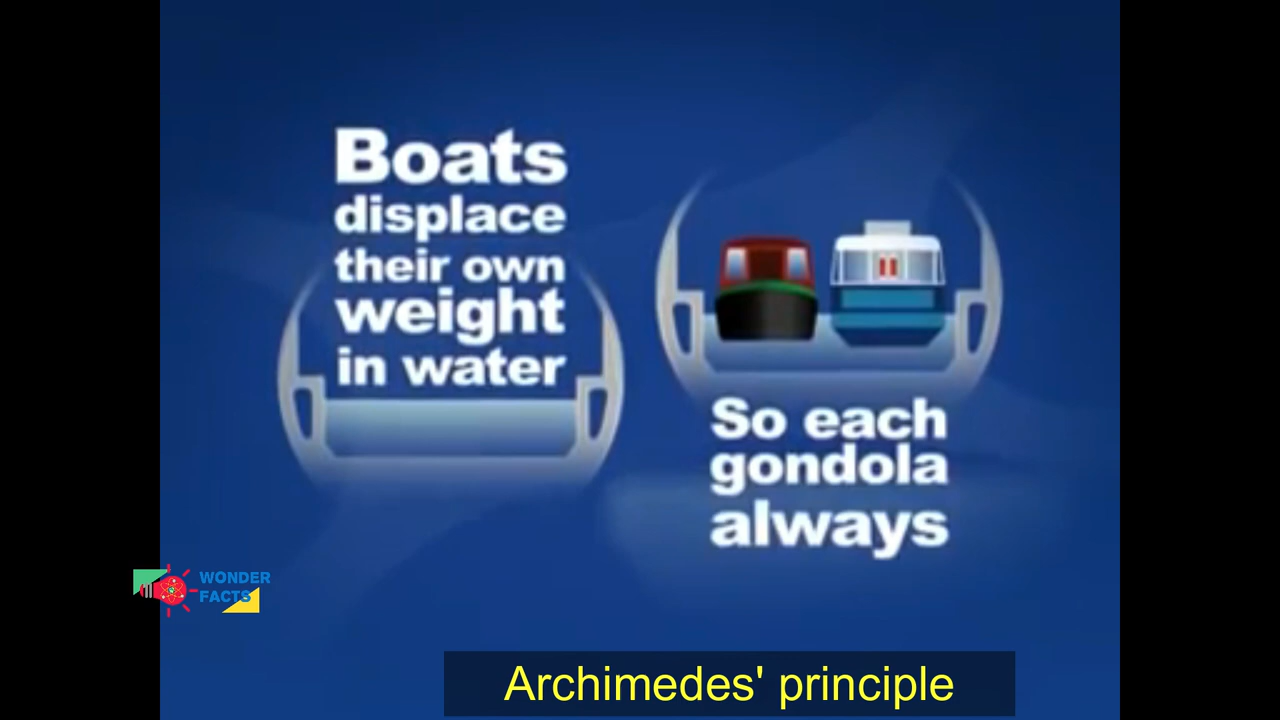 Boats
displace
their own
weight
in water
So each
gondola
always
WONDER
FACTS
Archimedes' principle